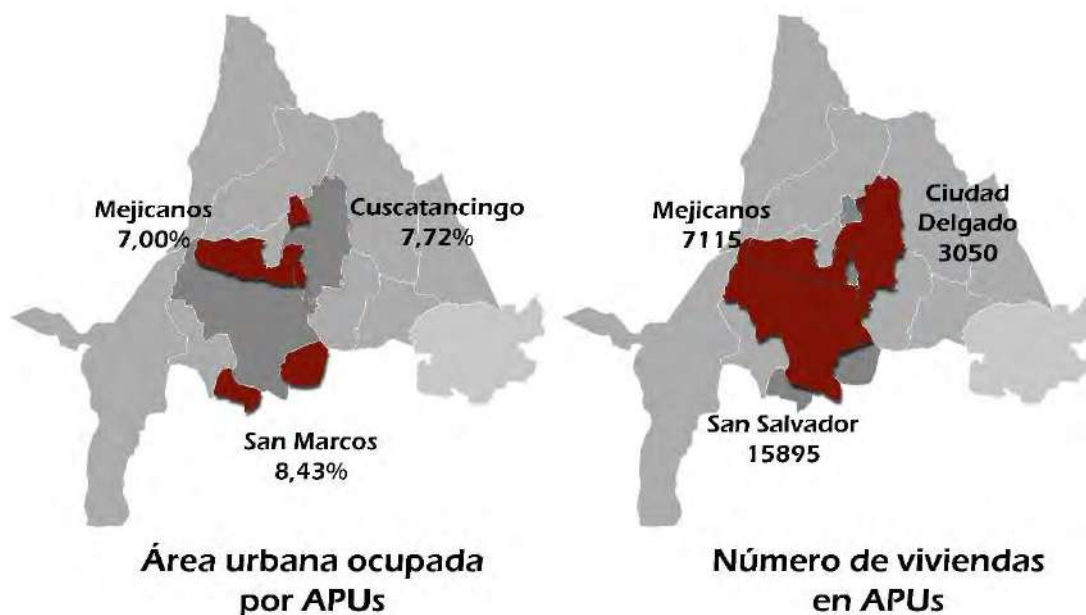 Mejicanos
7,00%
Cuscatancingo
7,72%
San Marcos
8,43%
Área urbana ocupada
por APUs
Mejicanos
7115
Ciudad
Delgado
3050
San Salvador
15895
Número de viviendas
en APUs